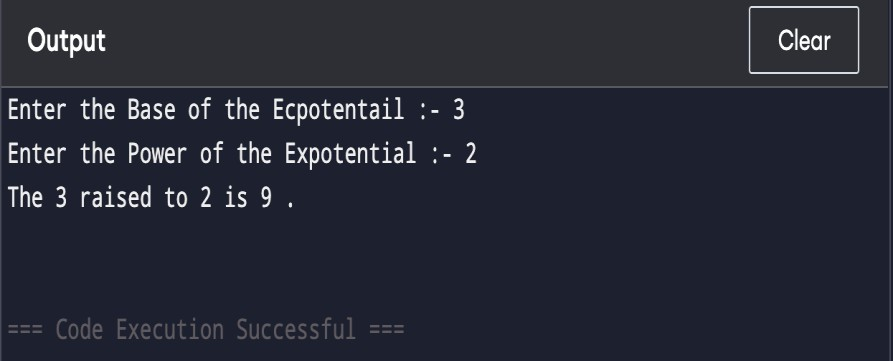 Output
Clear
Enter the Base of the Ecpotentail :- 3
Enter the Power of the Expotential :- 2
The 3 raised to 2 is 9 .
=== Code Execution Successful ===